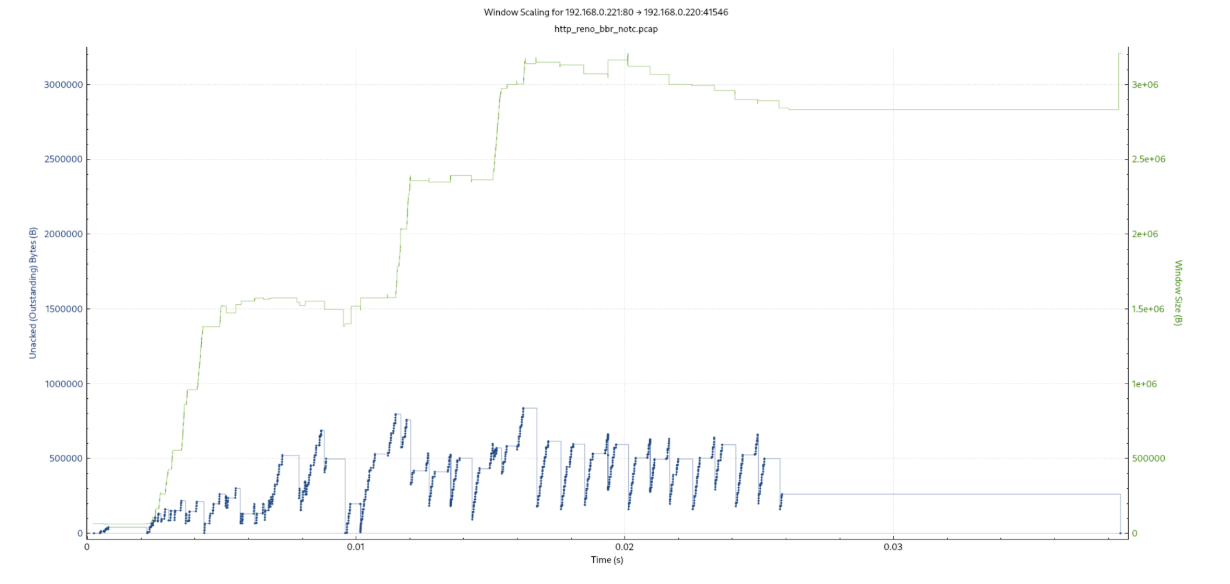 Window Scaling for 192.168.0.221:80 → 192.168.0.220:41546
http_reno_bbr_notc.pcap
3000000
2500000
2000000
1500000
1000000
500000
0
Unacked (Outstanding) Bytes (B)
3e+06
2.5e+06
2e+06
1.5e+06
1e+06
500000
0
Window Size (B)
0
0.01
0.02
0.03
Time (s)